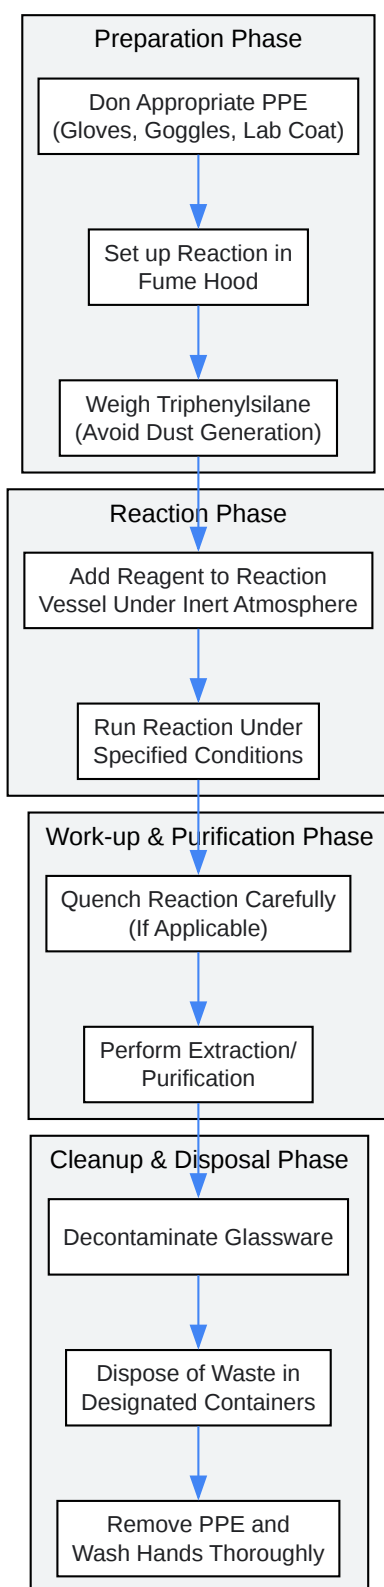 Preparation Phase
Don Appropriate PPE
(Gloves, Goggles, Lab Coat)
Set up Reaction in
Fume Hood
Weigh Triphenylsilane
(Avoid Dust Generation)
Reaction Phase
Add Reagent to Reaction
Vessel Under Inert Atmosphere
Run Reaction Under
Specified Conditions
Work-up & Purification Phase
Quench Reaction Carefully
(If Applicable)
Perform Extraction/
Purification
Cleanup & Disposal Phase
Decontaminate Glassware
Dispose of Waste in
Designated Containers
Remove PPE and
Wash Hands Thoroughly